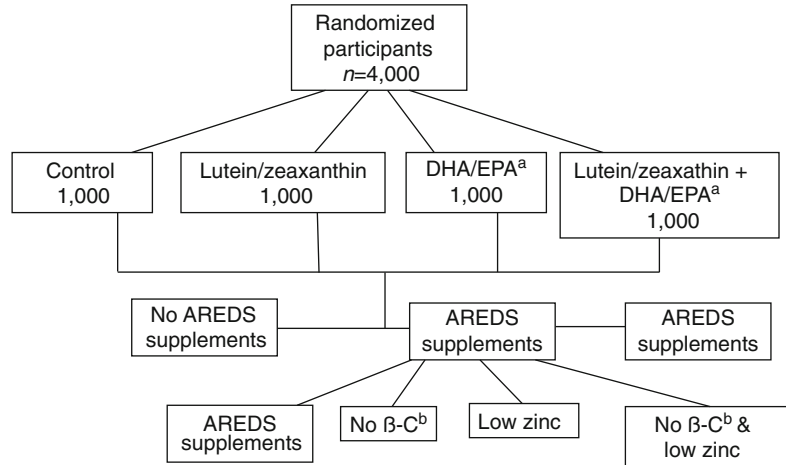 Randomized
participants
n=4,000
Control
1,000
Lutein/zeaxanthin
1,000
DHA/EPAᵃ
1,000
Lutein/zeaxathin +
DHA/EPAᵃ
1,000
No AREDS
supplements
AREDS
supplements
AREDS
supplements
AREDS
supplements
No ß-Cᵇ
Low zinc
No ß-Cᵇ &
low zinc